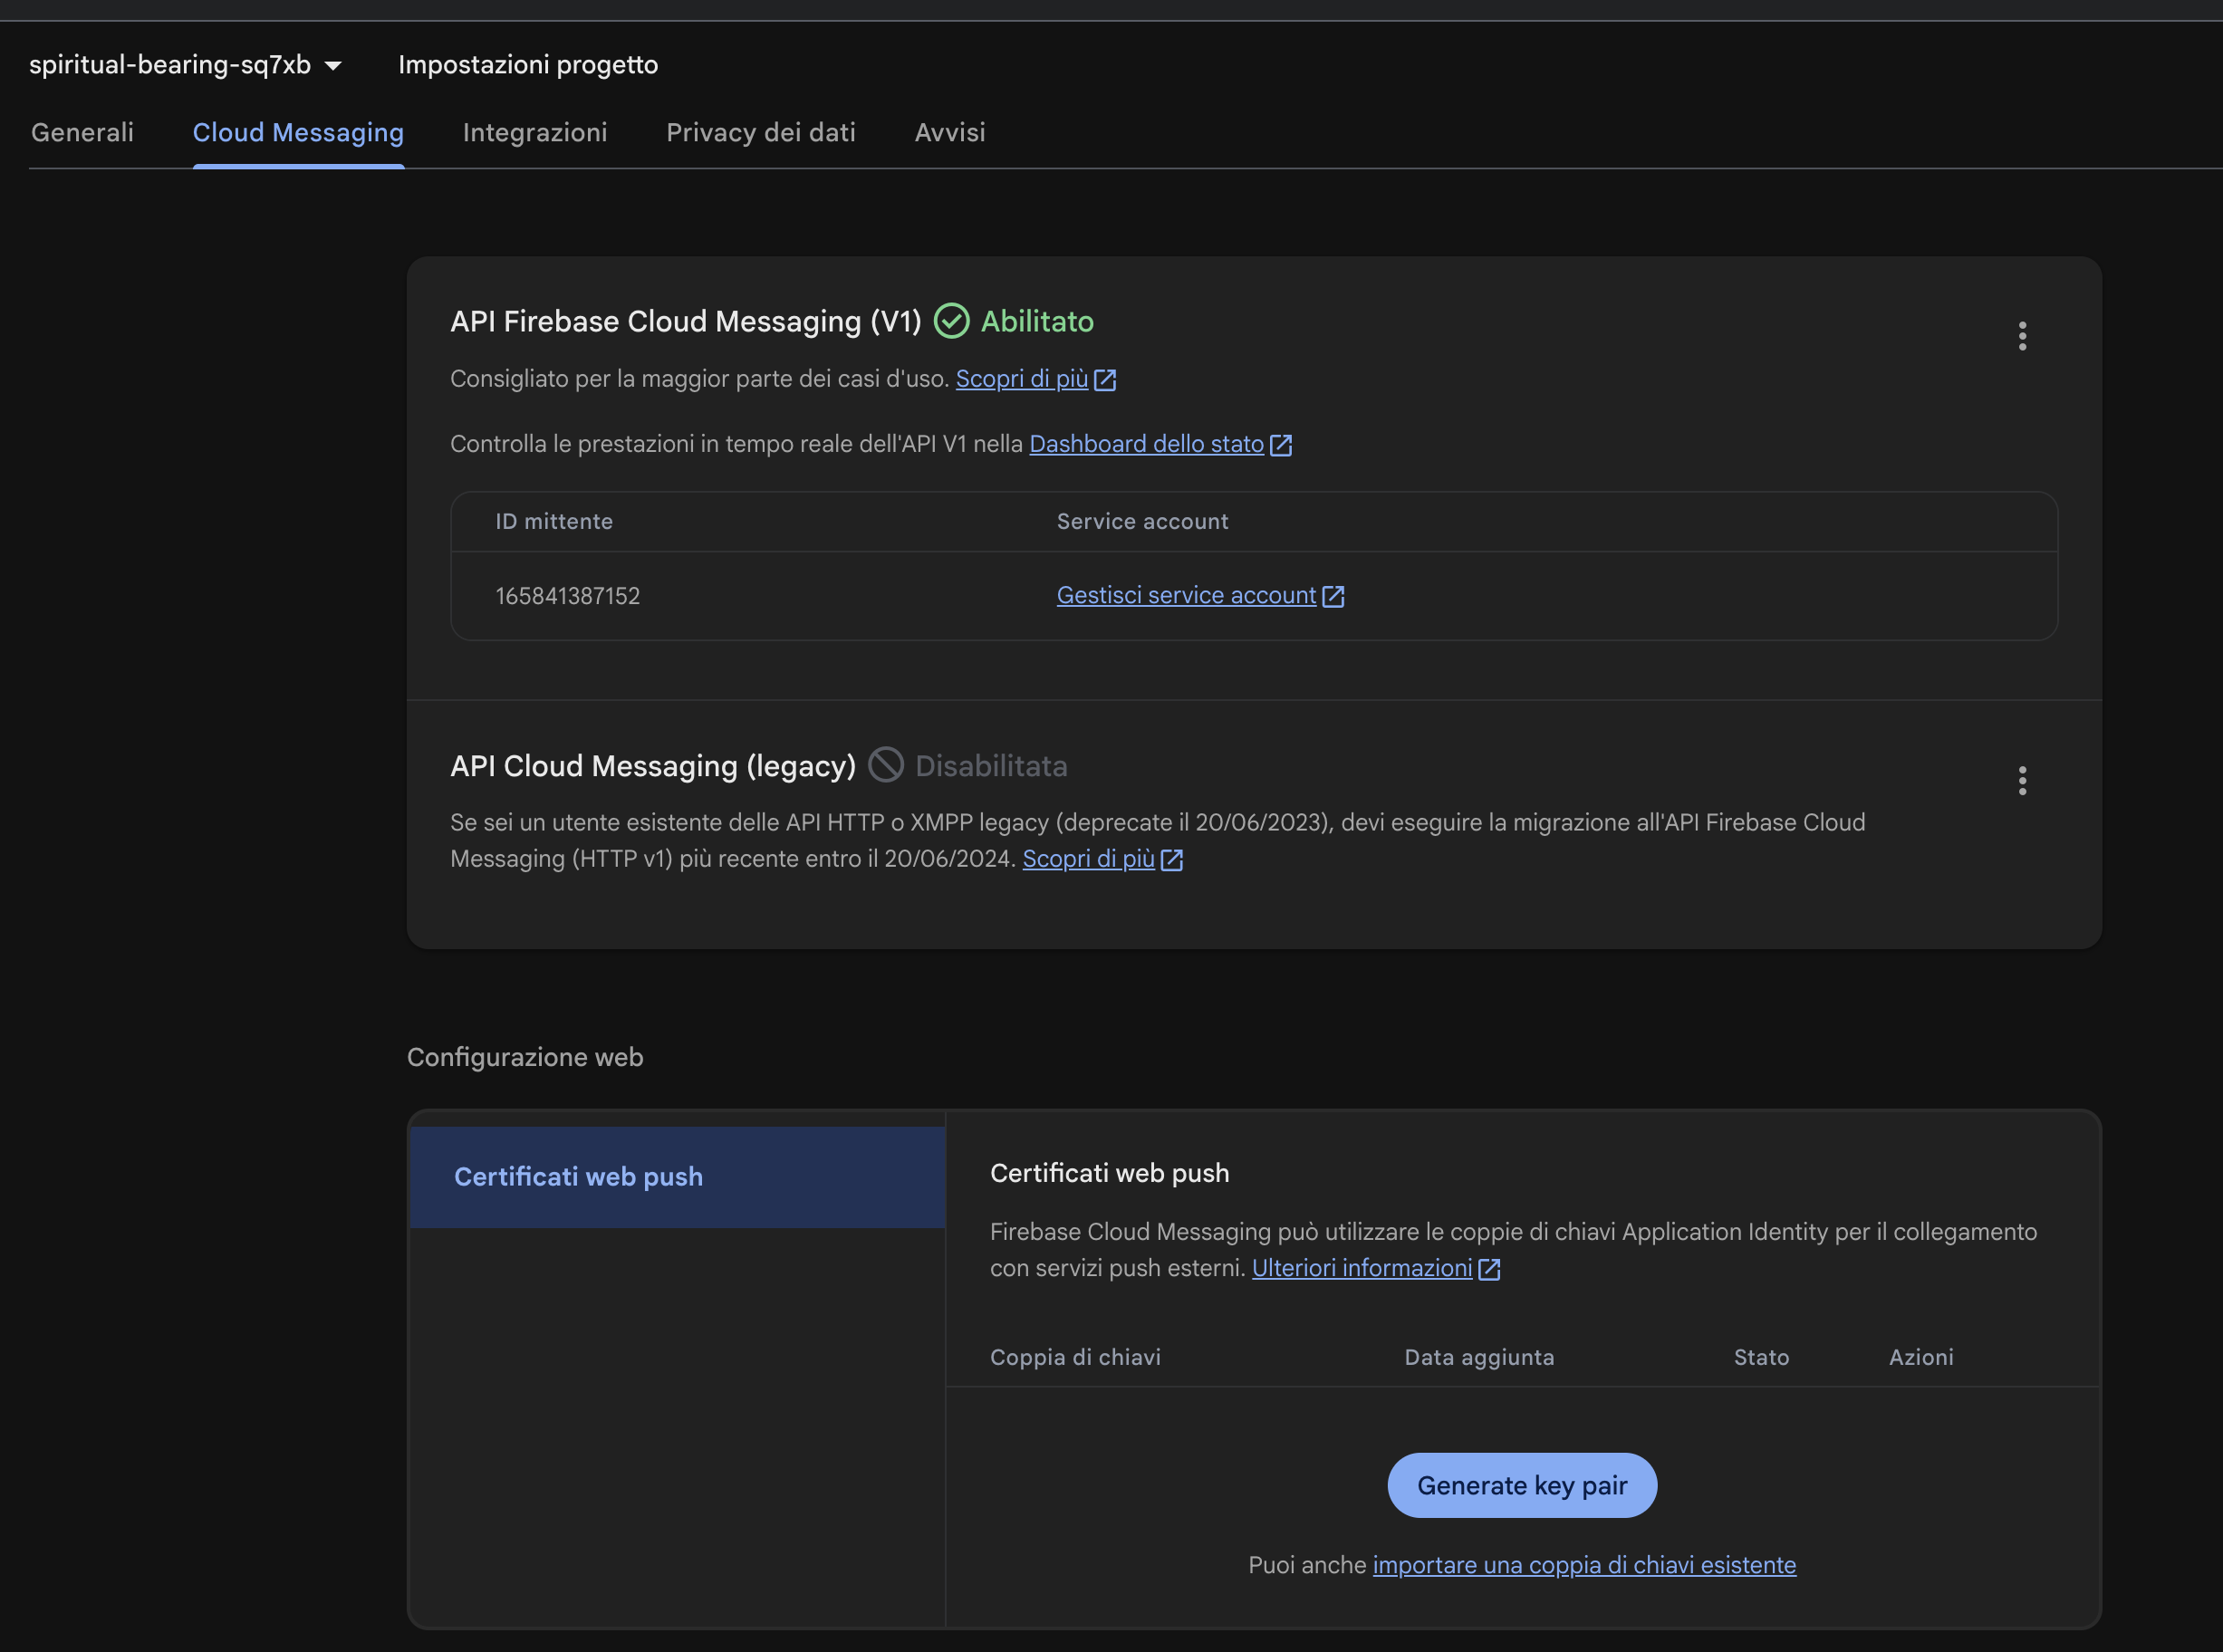 spiritual-bearing-sq7xb
Impostazioni progetto
Generali
Cloud Messaging
Integrazioni
Privacy dei dati
Avvisi
API Firebase Cloud Messaging (V1)
Abilitato
Consigliato per la maggior parte dei casi d'uso. Scopri di più
Controlla le prestazioni in tempo reale dell'API V1 nella Dashboard dello stato
ID mittente
Service account
165841387152
Gestisci service account
API Cloud Messaging (legacy)
Disabilitata
Se sei un utente esistente delle API HTTP o XMPP legacy (deprecate il 20/06/2023), devi eseguire la migrazione all'API Firebase Cloud
Messaging (HTTP v1) più recente entro il 20/06/2024. Scopri di più
Configurazione web
Certificati web push
Certificati web push
Firebase Cloud Messaging può utilizzare le coppie di chiavi Application Identity per il collegamento
con servizi push esterni. Ulteriori informazioni
Coppia di chiavi
Data aggiunta
Stato
Azioni
Generate key pair
Puoi anche importare una coppia di chiavi esistente